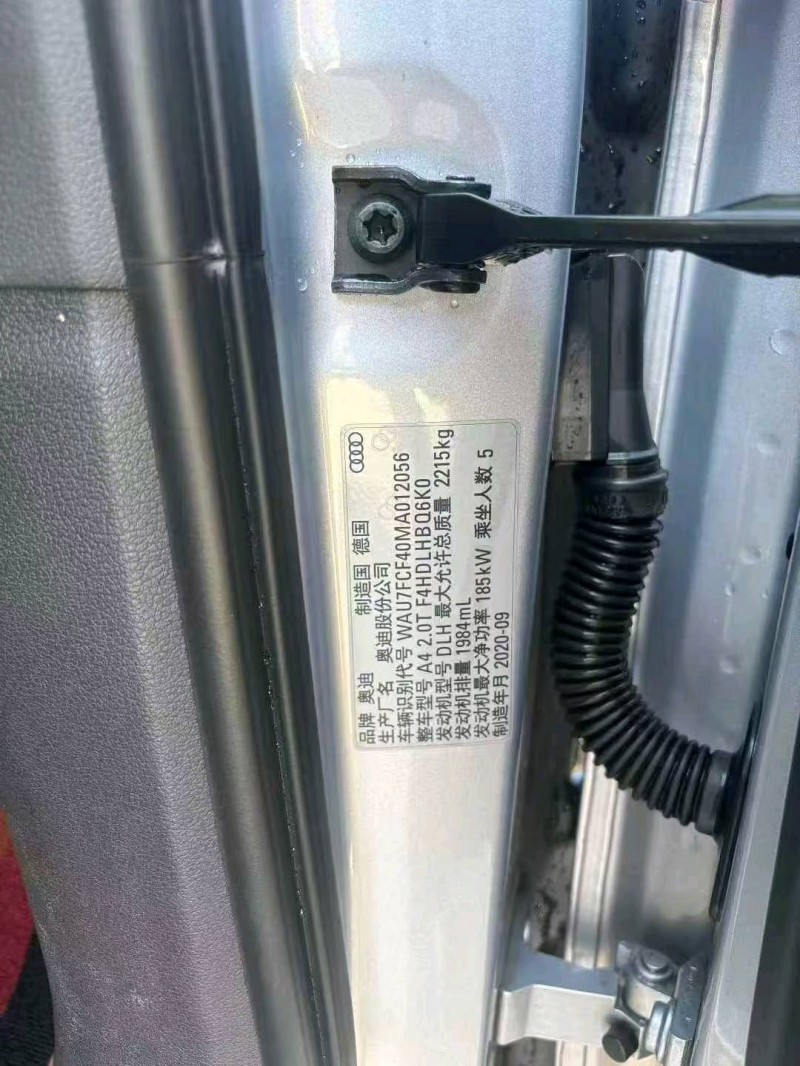 品牌 奥迪 制造国 德国
生产厂名 奥迪股份公司
车辆识别代号 WAU7FCF40MA012056
整车型号 A4 2.0T F4HDLHBQ6K0
发动机型号 DLH 最大允许总质量 2215kg
发动机排量 1984mL
发动机最大净功率 185kW 乘坐人数 5
制造年月 2020-09